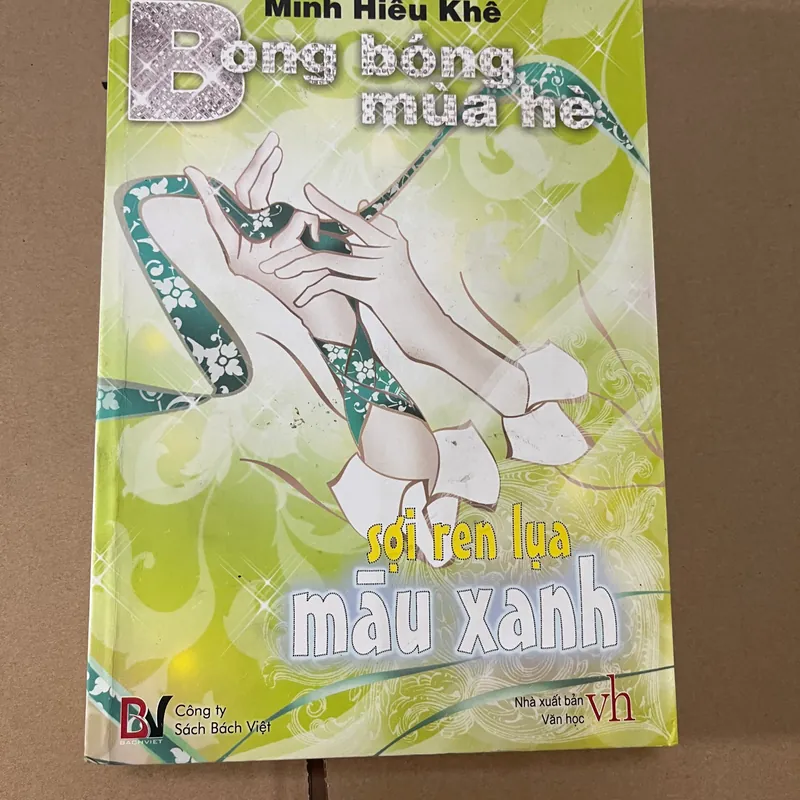 Minh Hiểu Khê
Bong bóng
mùa hè
sợi ren lụa
màu xanh
BV
BACHVIET
Công ty
Sách Bách Việt
Nhà xuất bản
Văn học
vh